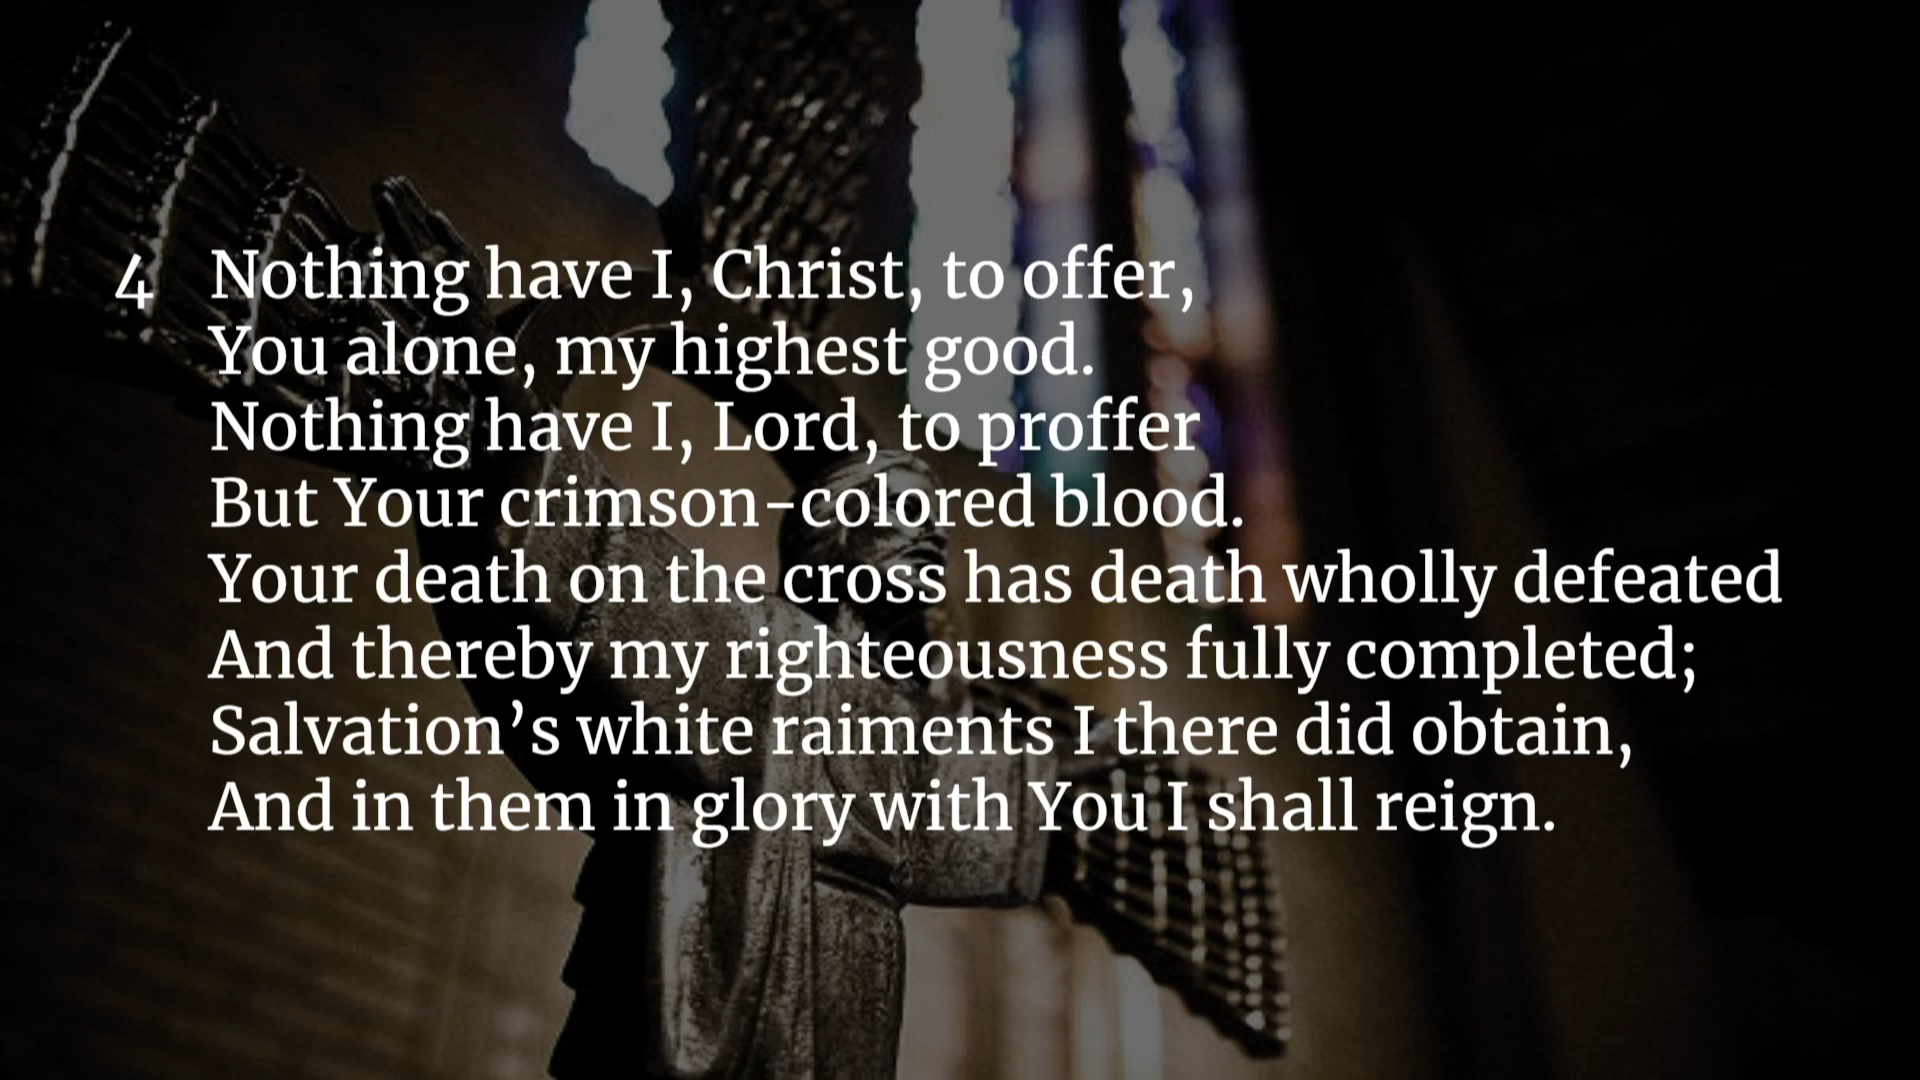 4 Nothing have I, Christ, to offer,
You alone, my highest good.
Nothing have I, Lord, to proffer
But Your crimson-colored blood.
Your death on the cross has death wholly defeated
And thereby my righteousness fully completed;
Salvation’s white raiments I there did obtain,
And in them in glory with You I shall reign.